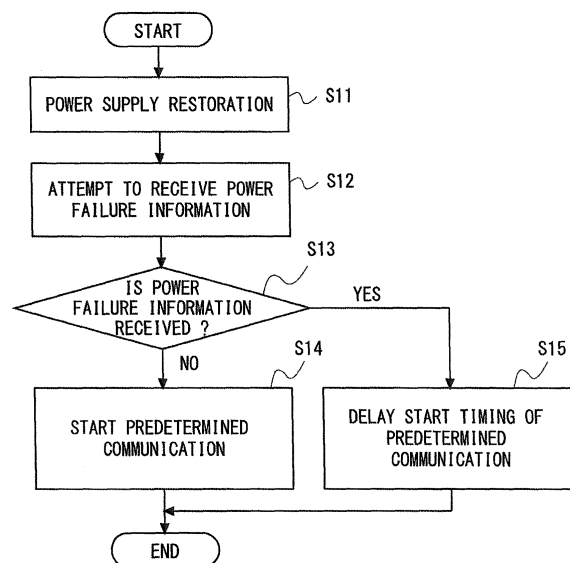 START
POWER SUPPLY RESTORATION
S11
ATTEMPT TO RECEIVE POWER
FAILURE INFORMATION
S12
IS POWER
FAILURE INFORMATION
RECEIVED ?
S13
YES
NO
S14
START PREDETERMINED
COMMUNICATION
S15
DELAY START TIMING OF
PREDETERMINED
COMMUNICATION
END